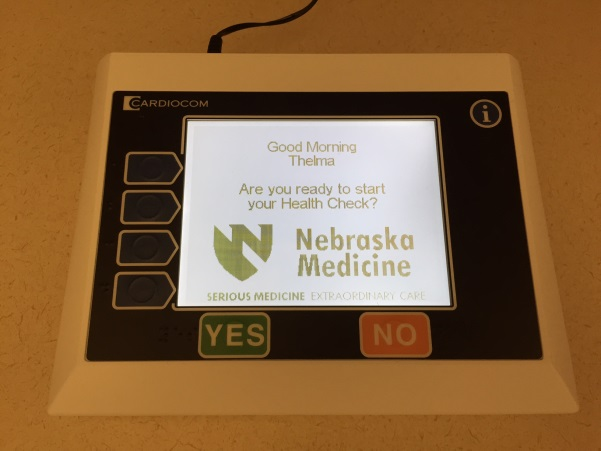 CARDIOCOM
i
Good Morning
Thelma
Are you ready to start
your Health Check?
N
Nebraska
Medicine
SERIOUS MEDICINE EXTRAORDINARY CARE
YES
NO